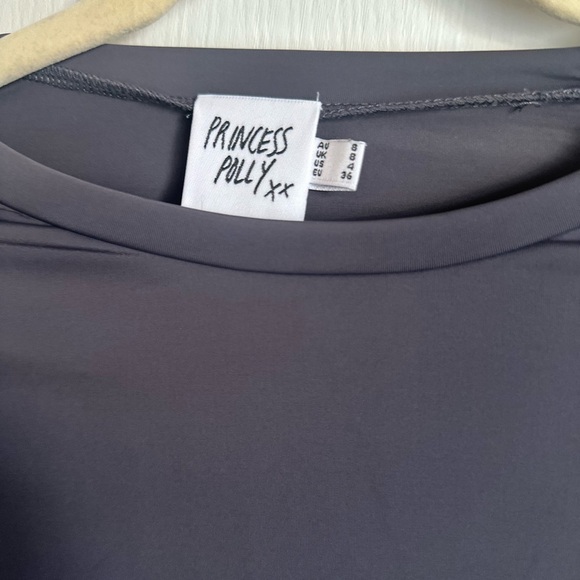 PRINCESS
POLLY
xx
AU 8
UK 8
US 4
EU 36